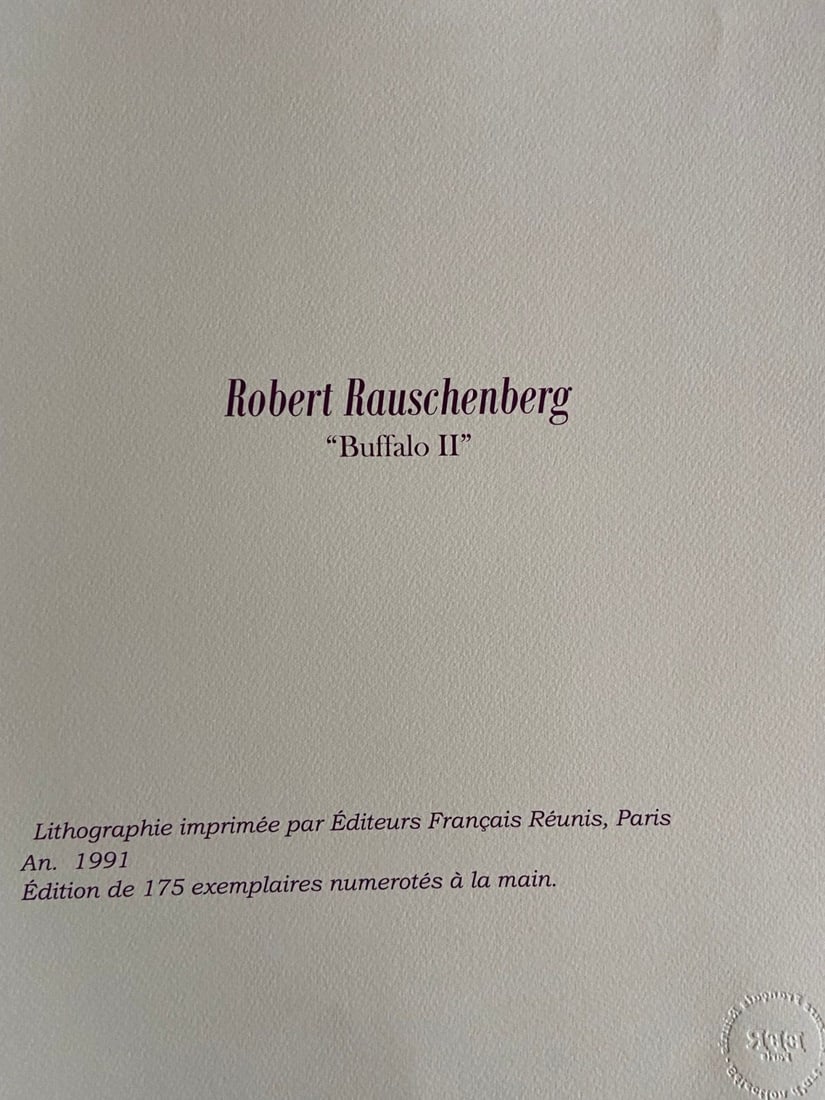 Robert Rauschenberg
“Buffalo II”
Lithographie imprimée par Éditeurs Français Réunis, Paris
An. 1991
Édition de 175 exemplaires numerotés à la main.